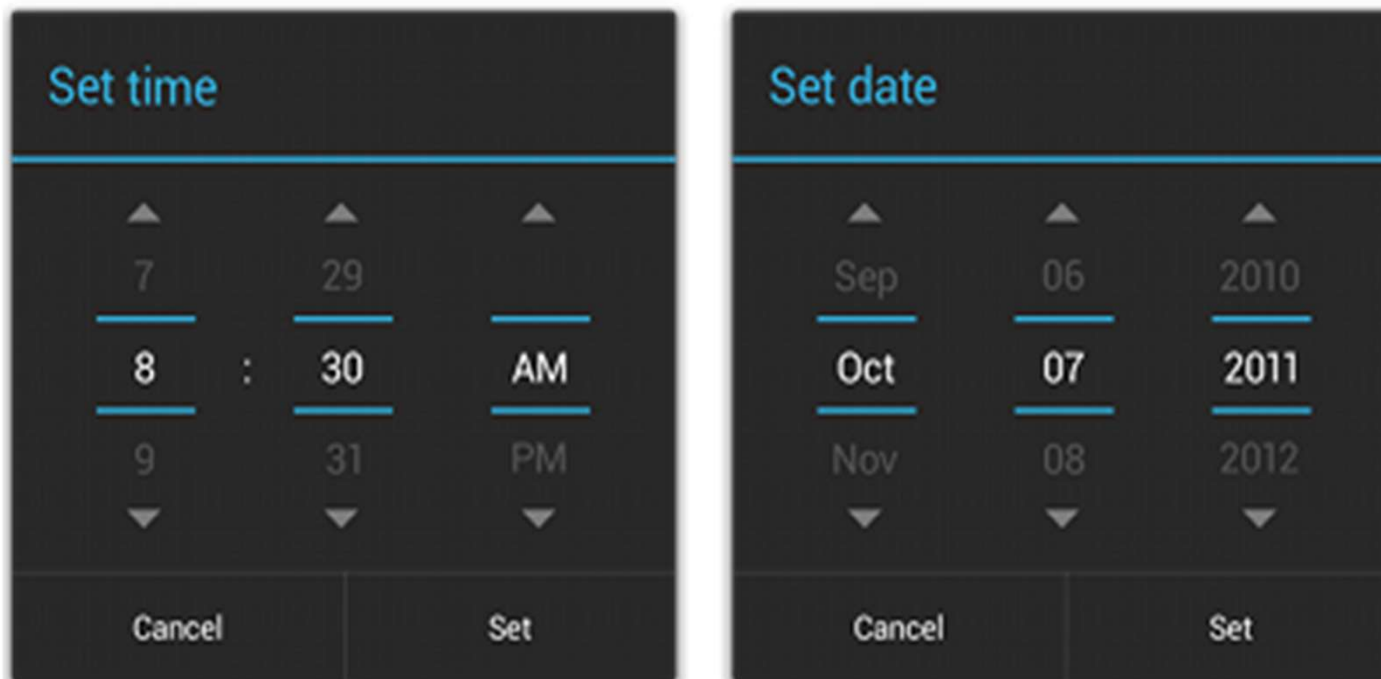 Set time
7 29
8 : 30 AM
9 31 PM
Cancel Set
Set date
Sep 06 2010
Oct 07 2011
Nov 08 2012
Cancel Set